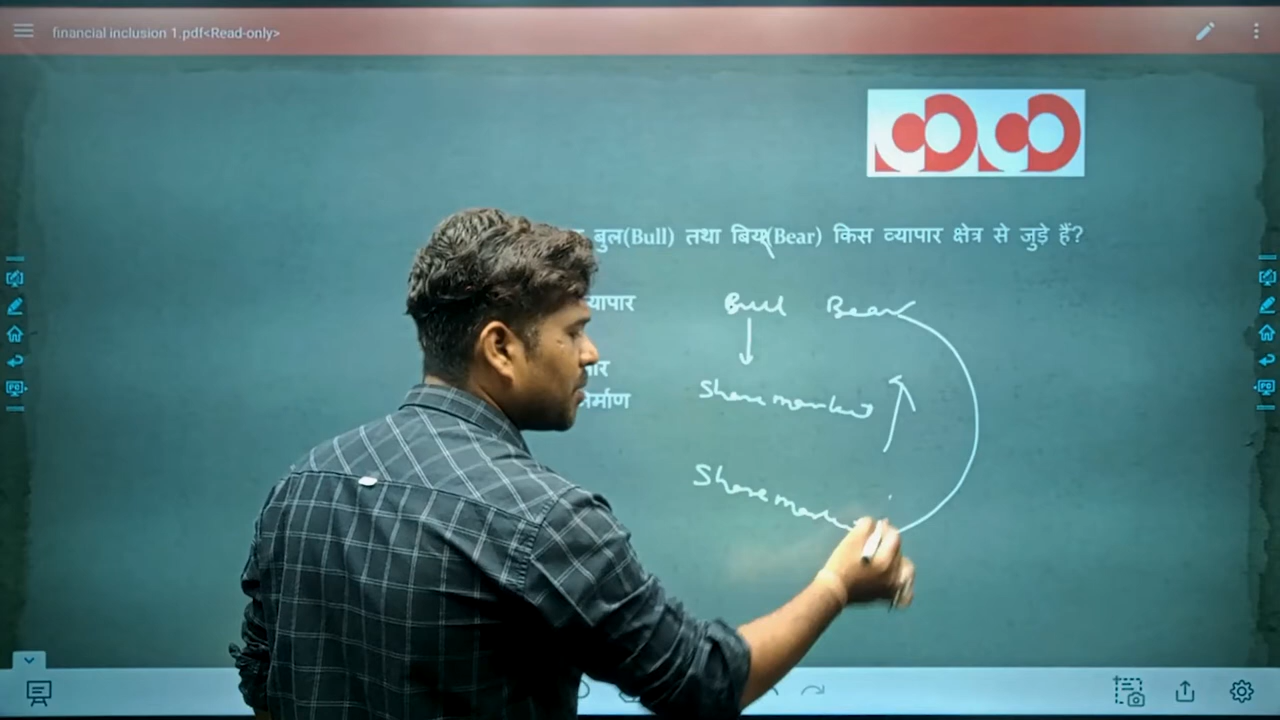 financial inclusion 1.pdf<Read-only>
बुल(Bull) तथा बियर(Bear) किस व्यापार क्षेत्र से जुड़े हैं?
Bull Bear
Share market
Share market